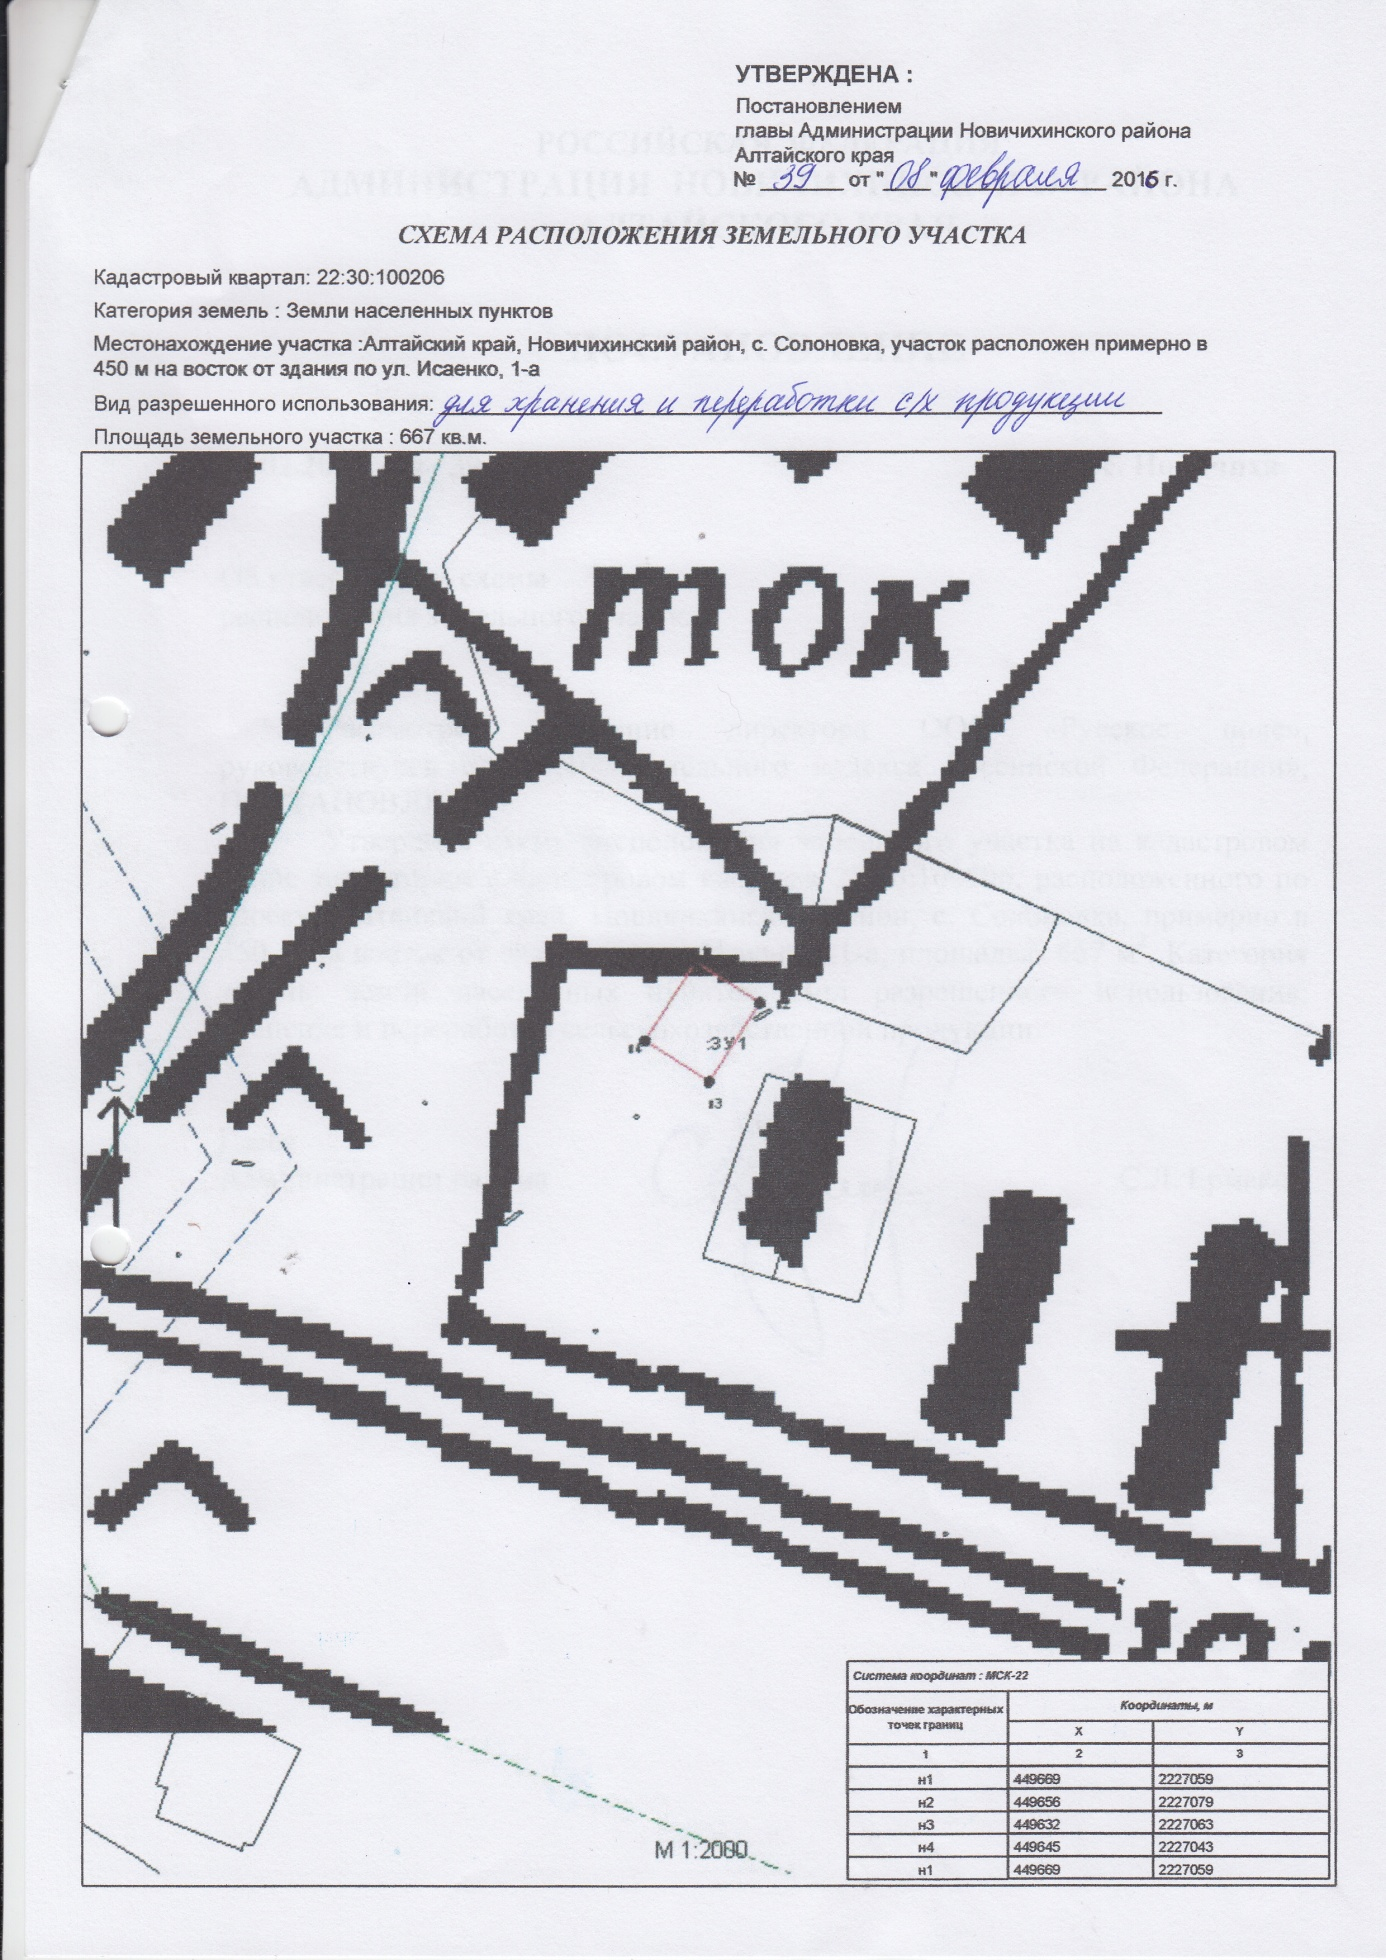 УТВЕРЖДЕНА :
Постановлением
главы Администрации Новичихинского района
Алтайского края
№ 39 от "08" февраля 2016 г.
СХЕМА РАСПОЛОЖЕНИЯ ЗЕМЕЛЬНОГО УЧАСТКА
Кадастровый квартал: 22:30:100206
Категория земель : Земли населенных пунктов
Местонахождение участка :Алтайский край, Новичихинский район, с. Солоновка, участок расположен примерно в
450 м на восток от здания по ул. Исаенко, 1-а
Вид разрешенного использования: для хранения и переработки с/х продукции
Площадь земельного участка : 667 кв.м.
ток
С
:ЗУ1
М 1:2000
Система координат : МСК-22
Обозначение характерных точек границ
Координаты, м
X Y
1 2 3
н1 449669 2227059
н2 449656 2227079
н3 449632 2227063
н4 449645 2227043
н1 449669 2227059